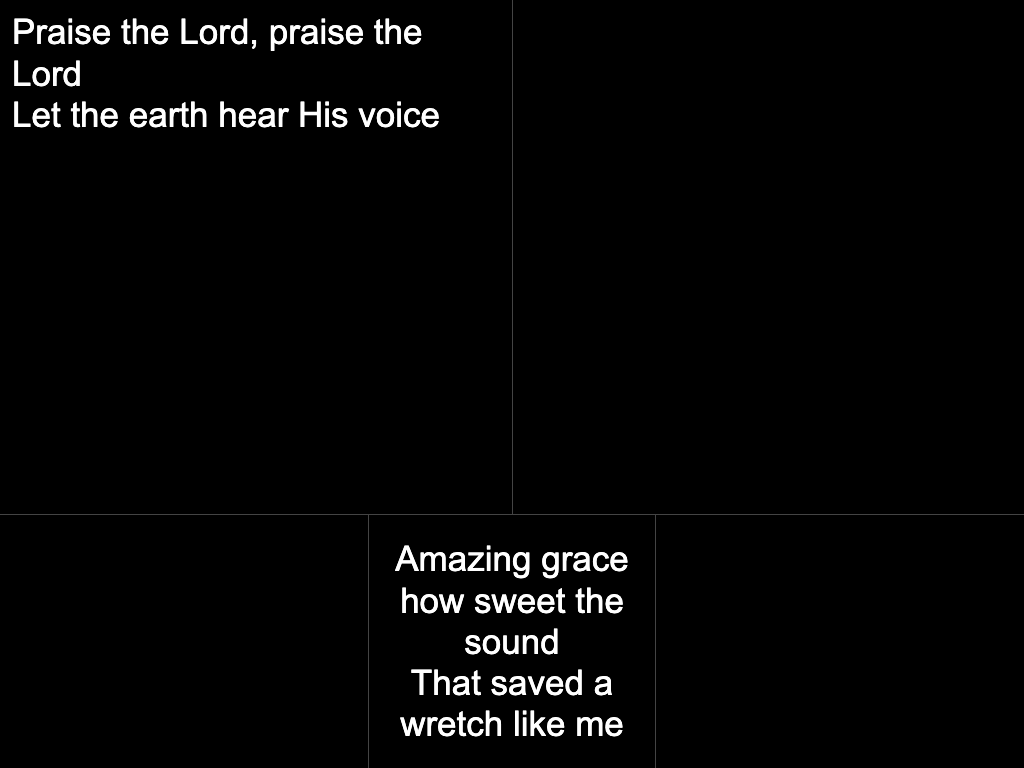 Praise the Lord, praise the
Lord
Let the earth hear His voice
Amazing grace
how sweet the
sound
That saved a
wretch like me